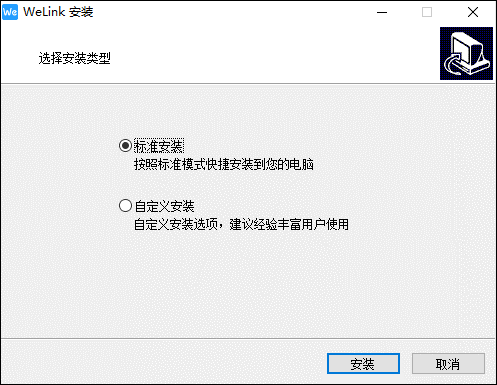 We WeLink 安装
选择安装类型
标准安装
按照标准模式快捷安装到您的电脑
自定义安装
自定义安装选项，建议经验丰富用户使用
安装
取消